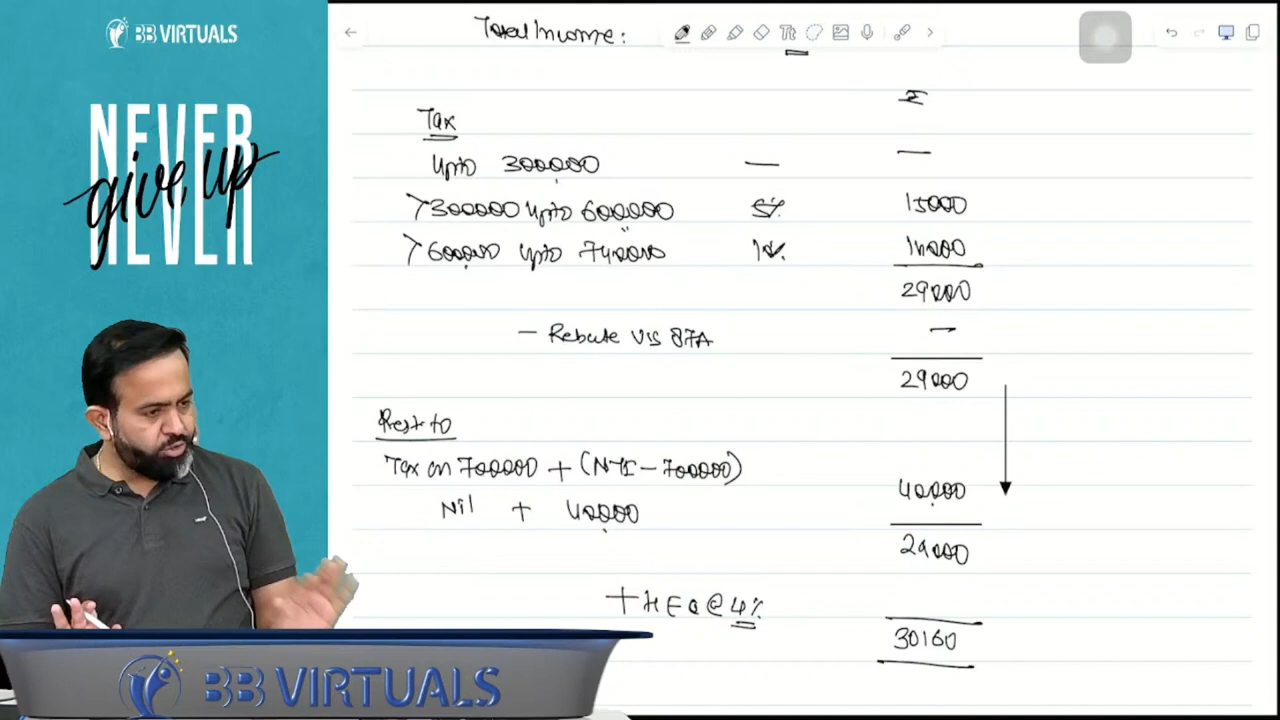 BB VIRTUALS
NEVER
give up
NEVER
Total Income:
Tt
₹
Tax
Upto 300000 — —
>300000 upto 600000 5% 15000
>600000 upto 740000 10% 14000
29000
- Rebate U/s 87A —
29000
Rest to
Tax on 700000 + (NTI - 700000)
40000
Nil + 40000
29000
+ HEC @ 4%
30160
BB VIRTUALS